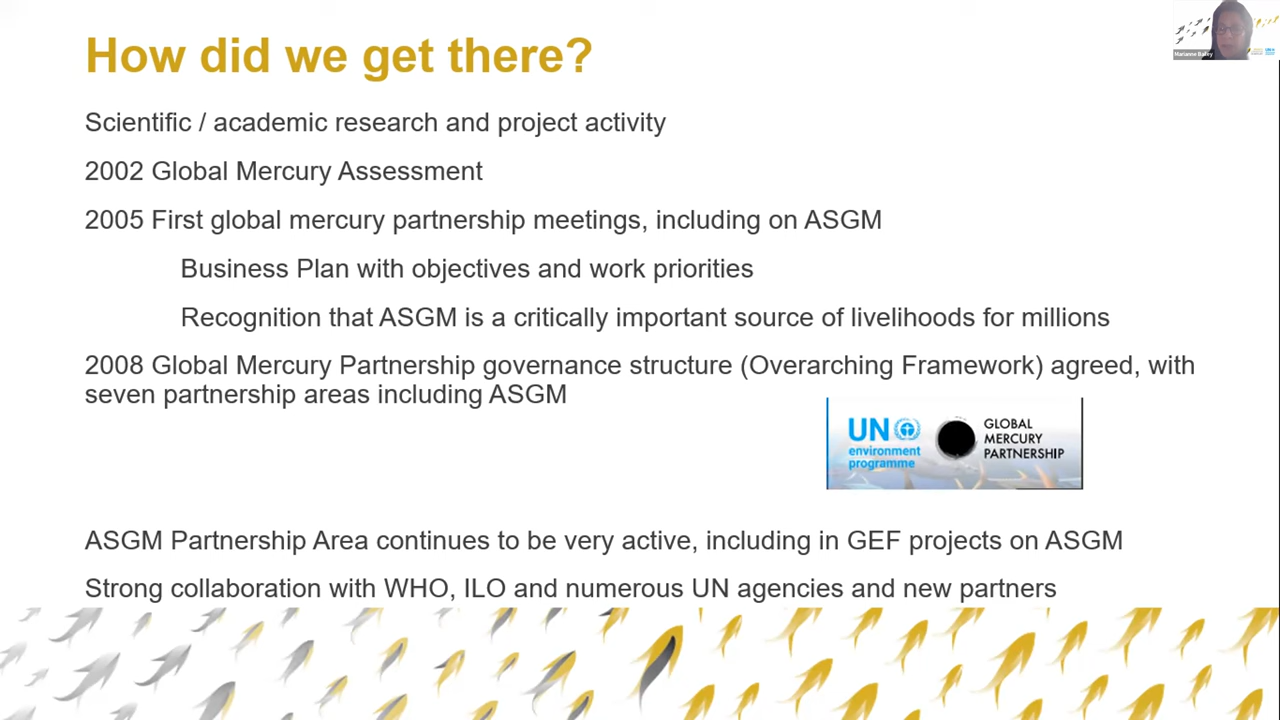 How did we get there?
Marianne Bailey
Scientific / academic research and project activity
2002 Global Mercury Assessment
2005 First global mercury partnership meetings, including on ASGM
Business Plan with objectives and work priorities
Recognition that ASGM is a critically important source of livelihoods for millions
2008 Global Mercury Partnership governance structure (Overarching Framework) agreed, with
seven partnership areas including ASGM
UN
environment
programme
GLOBAL
MERCURY
PARTNERSHIP
ASGM Partnership Area continues to be very active, including in GEF projects on ASGM
Strong collaboration with WHO, ILO and numerous UN agencies and new partners